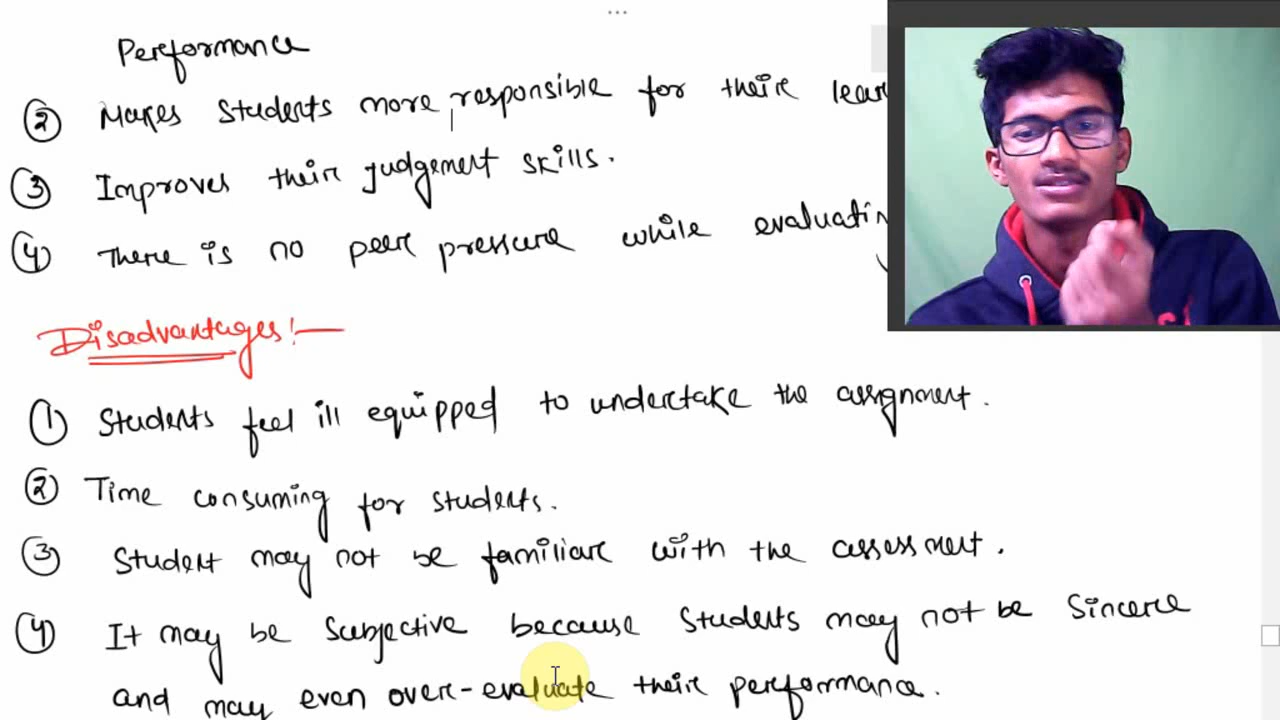 Performance
② Makes students more responsible for their lear
③ Improves their judgement skills.
④ There is no peer pressure while evaluatin
Disadvantages:-
① Students feel ill equipped to undertake the assignment.
② Time consuming for students.
③ Student may not be familiar with the assessment.
④ It may be subjective because students may not be sincere
and may even over-evaluate their performance.